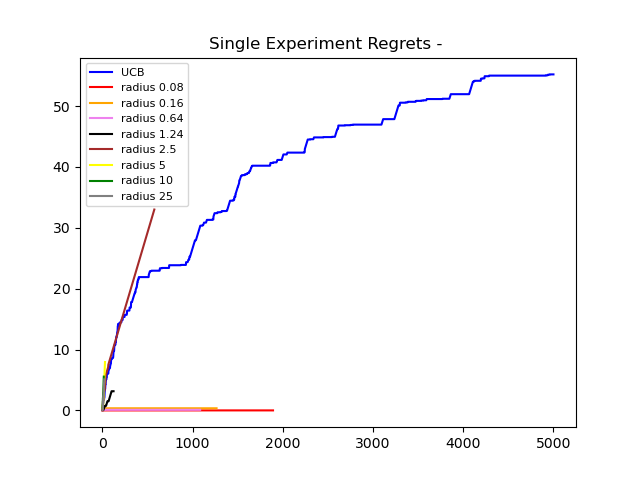 Single Experiment Regrets -
UCB
radius 0.08
radius 0.16
radius 0.64
radius 1.24
radius 2.5
radius 5
radius 10
radius 25
50
40
30
20
10
0
0 1000 2000 3000 4000 5000